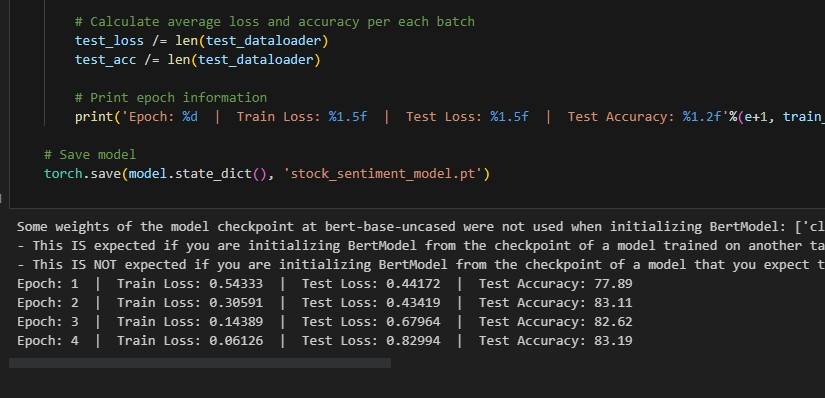 # Calculate average loss and accuracy per each batch
test_loss /= len(test_dataloader)
test_acc /= len(test_dataloader)
# Print epoch information
print('Epoch: %d | Train Loss: %1.5f | Test Loss: %1.5f | Test Accuracy: %1.2f'%(e+1, train_
# Save model
torch.save(model.state_dict(), 'stock_sentiment_model.pt')
Some weights of the model checkpoint at bert-base-uncased were not used when initializing BertModel: ['cl
- This IS expected if you are initializing BertModel from the checkpoint of a model trained on another ta
- This IS NOT expected if you are initializing BertModel from the checkpoint of a model that you expect t
Epoch: 1 | Train Loss: 0.54333 | Test Loss: 0.44172 | Test Accuracy: 77.89
Epoch: 2 | Train Loss: 0.30591 | Test Loss: 0.43419 | Test Accuracy: 83.11
Epoch: 3 | Train Loss: 0.14389 | Test Loss: 0.67964 | Test Accuracy: 82.62
Epoch: 4 | Train Loss: 0.06126 | Test Loss: 0.82994 | Test Accuracy: 83.19